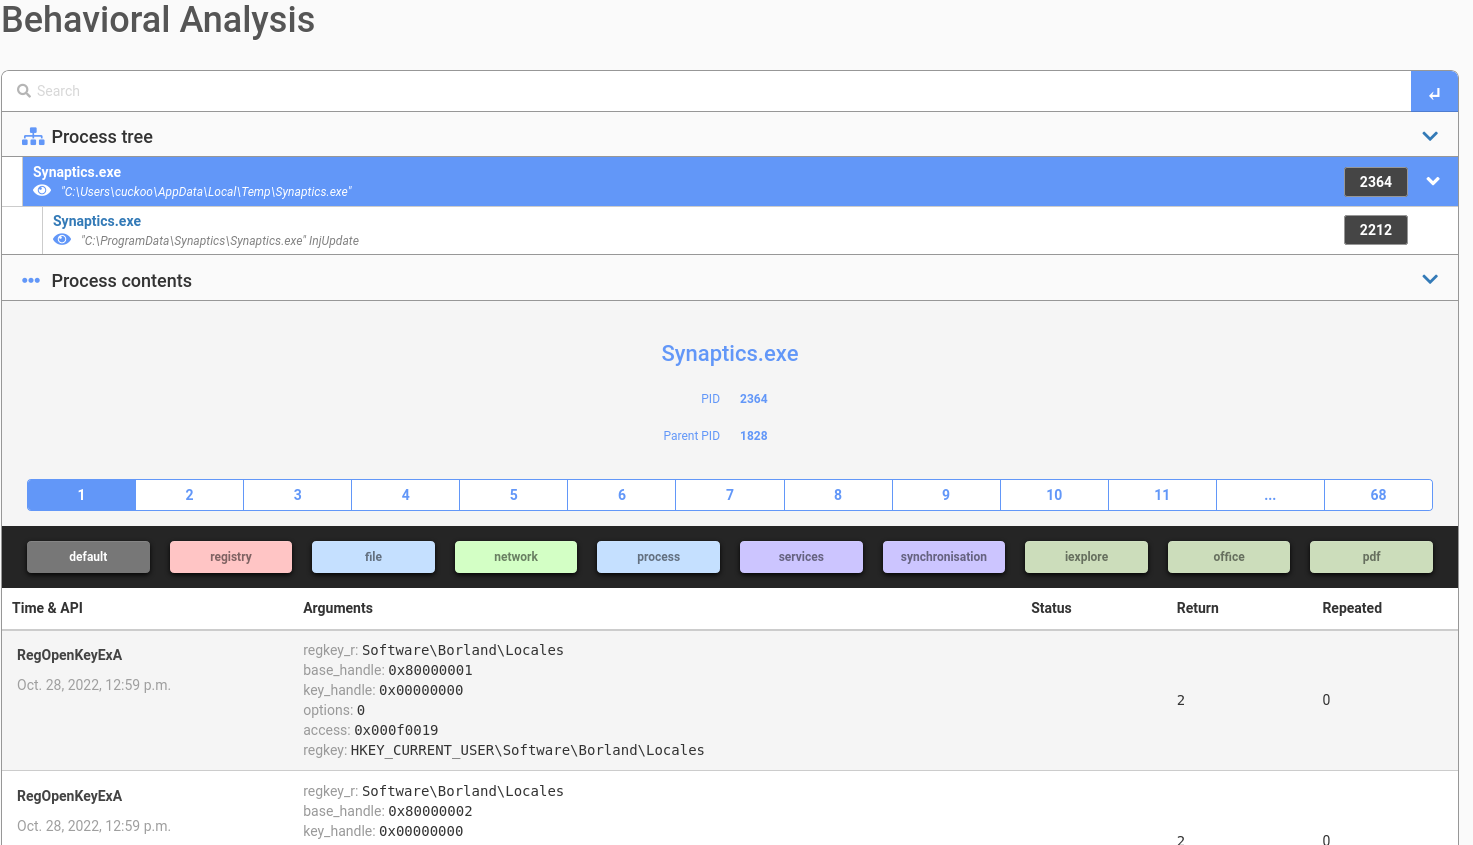 Behavioral Analysis
Search
Process tree
Synaptics.exe
"C:\Users\cuckoo\AppData\Local\Temp\Synaptics.exe"
2364
Synaptics.exe
"C:\ProgramData\Synaptics\Synaptics.exe" InjUpdate
2212
Process contents
Synaptics.exe
PID 2364
Parent PID 1828
1 2 3 4 5 6 7 8 9 10 11 ... 68
default registry file network process services synchronisation iexplore office pdf
Time & API Arguments Status Return Repeated
RegOpenKeyExA
Oct. 28, 2022, 12:59 p.m.
regkey_r: Software\Borland\Locales
base_handle: 0x80000001
key_handle: 0x00000000
options: 0
access: 0x000f0019
regkey: HKEY_CURRENT_USER\Software\Borland\Locales
2 0
RegOpenKeyExA
Oct. 28, 2022, 12:59 p.m.
regkey_r: Software\Borland\Locales
base_handle: 0x80000002
key_handle: 0x00000000
2 0